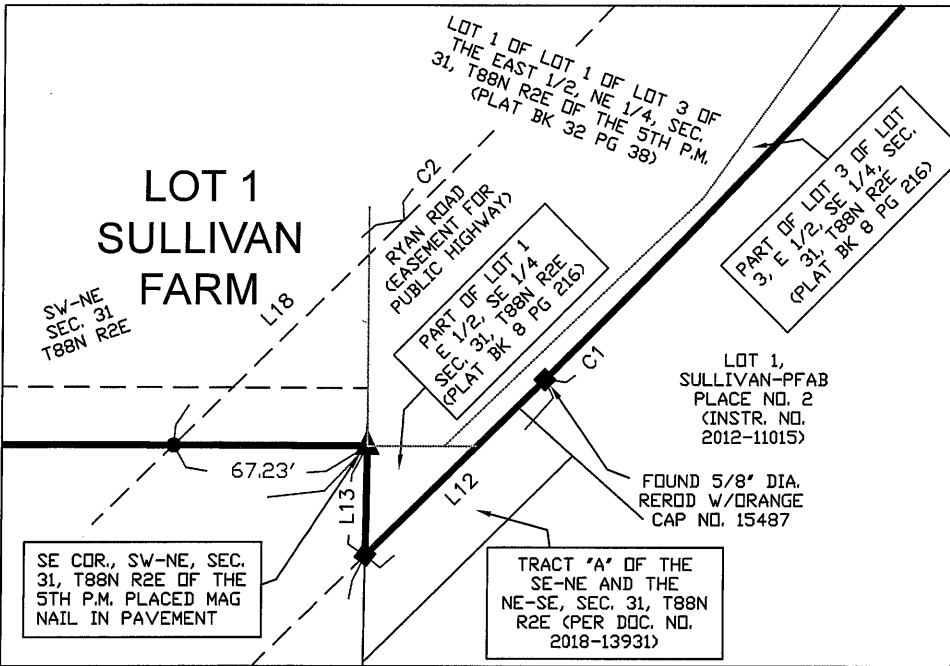 LOT 1 OF LOT 1 OF LOT 3 OF
THE EAST 1/2, NE 1/4, SEC.
31, T88N R2E OF THE 5TH P.M.
(PLAT BK 32 PG 38)
LOT 1
SULLIVAN
FARM
C2
RYAN ROAD
(EASEMENT FOR
PUBLIC HIGHWAY)
PART OF LOT
3, E 1/2, SE 1/4, SEC.
31, T88N R2E
(PLAT BK 8 PG 216)
SW-NE
SEC. 31
T88N R2E
L18
PART OF LOT 1
E 1/2, SE 1/4
SEC. 31, T88N R2E
(PLAT BK 8 PG 216)
C1
LOT 1,
SULLIVAN-PFAB
PLACE NO. 2
(INSTR. NO.
2012-11015)
67.23'
L13
L12
FOUND 5/8" DIA.
REROD W/ORANGE
CAP NO. 15487
SE COR., SW-NE, SEC.
31, T88N R2E OF THE
5TH P.M. PLACED MAG
NAIL IN PAVEMENT
TRACT "A" OF THE
SE-NE AND THE
NE-SE, SEC. 31, T88N
R2E (PER DOC. NO.
2018-13931)